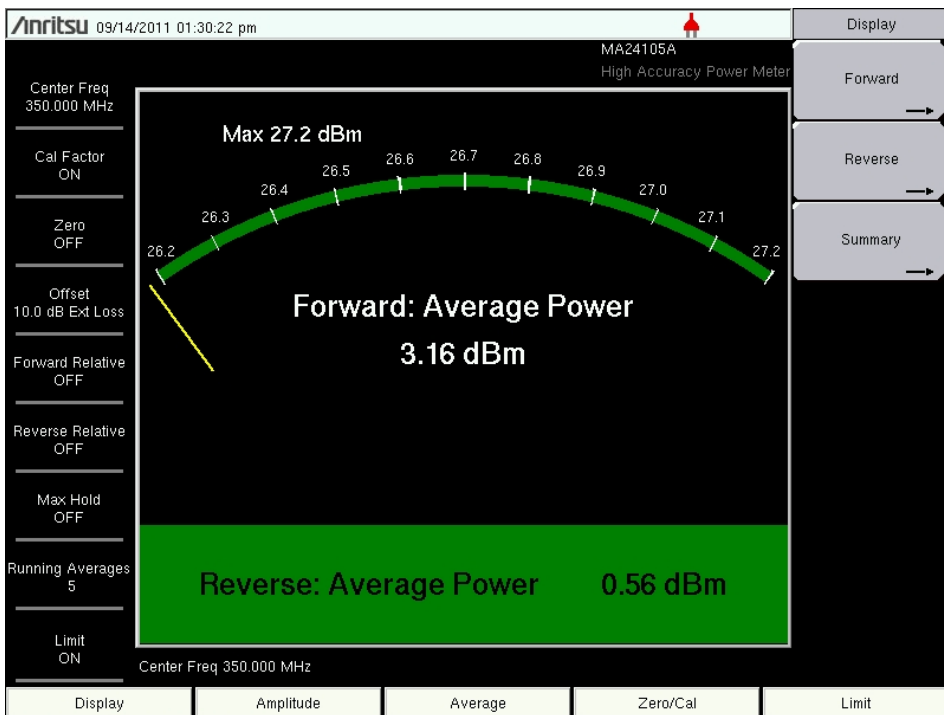 Anritsu 09/14/2011 01:30:22 pm
Display
MA24105A
High Accuracy Power Meter
Forward
Reverse
Summary
Center Freq
350.000 MHz
Cal Factor
ON
Zero
OFF
Offset
10.0 dB Ext Loss
Forward Relative
OFF
Reverse Relative
OFF
Max Hold
OFF
Running Averages
5
Limit
ON
Max 27.2 dBm
26.2 26.3 26.4 26.5 26.6 26.7 26.8 26.9 27.0 27.1 27.2
Forward: Average Power
3.16 dBm
Reverse: Average Power 0.56 dBm
Center Freq 350.000 MHz
Display Amplitude Average Zero/Cal Limit